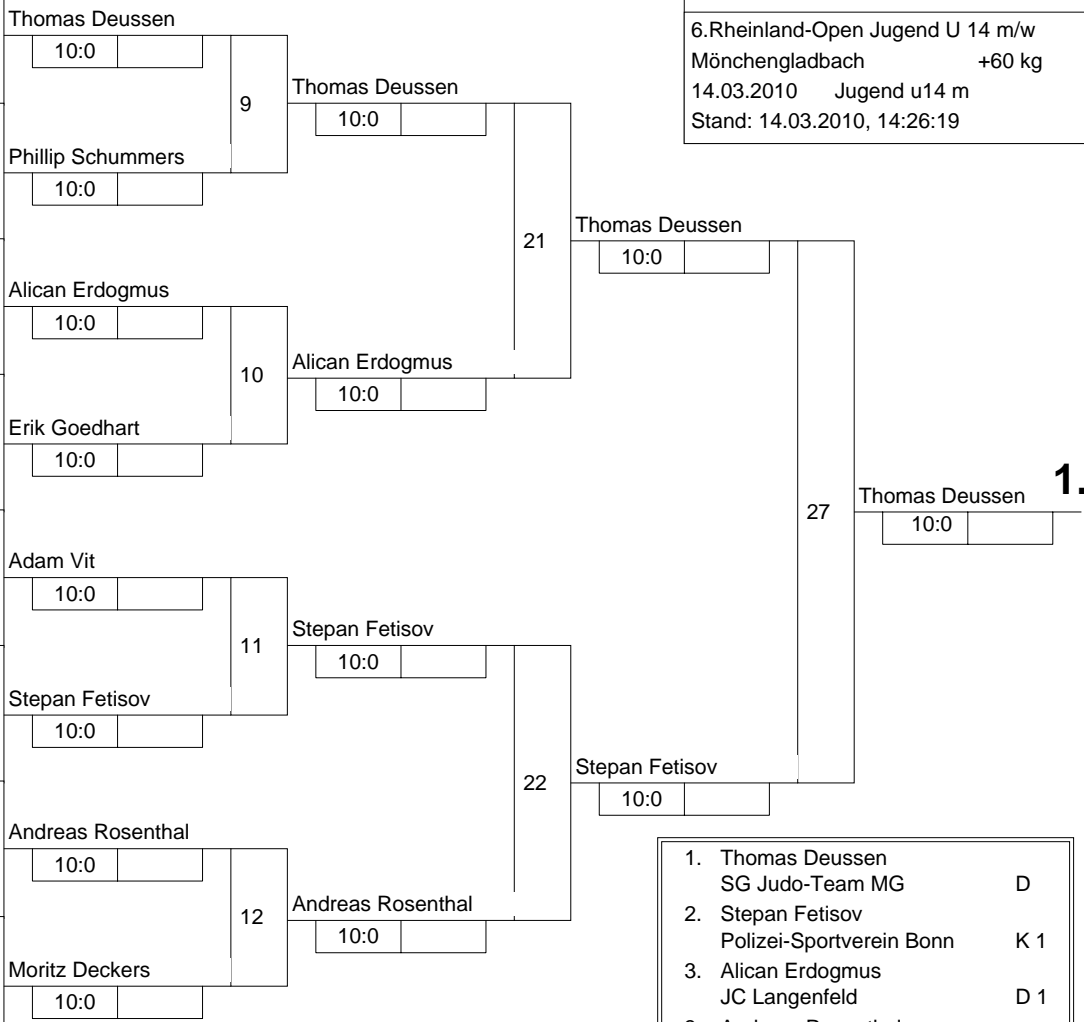 Thomas Deussen
10:0
9
Phillip Schummers
10:0
Alican Erdogmus
10:0
10
Erik Goedhart
10:0
Adam Vit
10:0
11
Stepan Fetisov
10:0
Andreas Rosenthal
10:0
12
Moritz Deckers
10:0
Thomas Deussen
10:0
21
Alican Erdogmus
10:0
Stepan Fetisov
10:0
22
Andreas Rosenthal
10:0
Thomas Deussen
10:0
27
Stepan Fetisov
10:0
Thomas Deussen 1.
10:0
6.Rheinland-Open Jugend U 14 m/w
Mönchengladbach +60 kg
14.03.2010 Jugend u14 m
Stand: 14.03.2010, 14:26:19
1. Thomas Deussen
SG Judo-Team MG D
2. Stepan Fetisov
Polizei-Sportverein Bonn K 1
3. Alican Erdogmus
JC Langenfeld D 1